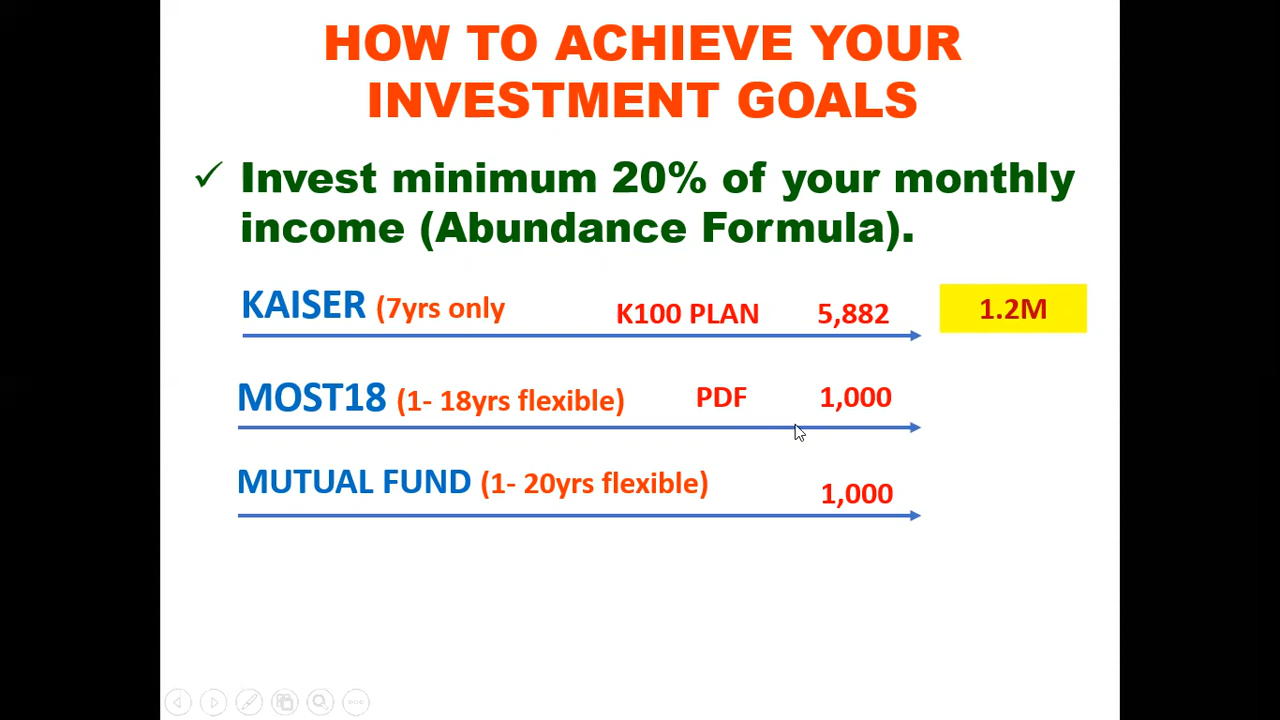 HOW TO ACHIEVE YOUR
INVESTMENT GOALS
✓ Invest minimum 20% of your monthly
income (Abundance Formula).
KAISER (7yrs only K100 PLAN 5,882 1.2M
MOST18 (1- 18yrs flexible) PDF 1,000
MUTUAL FUND (1- 20yrs flexible) 1,000